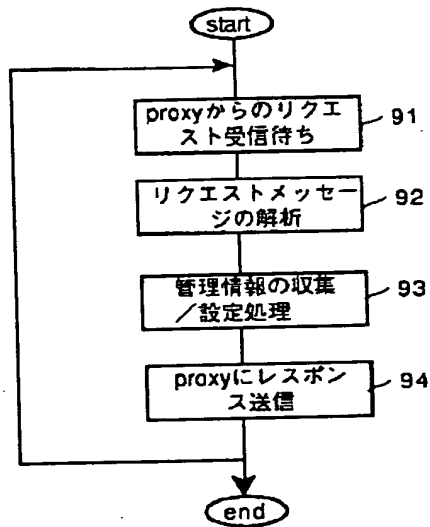 start
proxyからのリクエ
スト受信待ち
91
リクエストメッセー
ジの解析
92
管理情報の収集
／設定処理
93
proxyにレスポン
ス送信
94
end